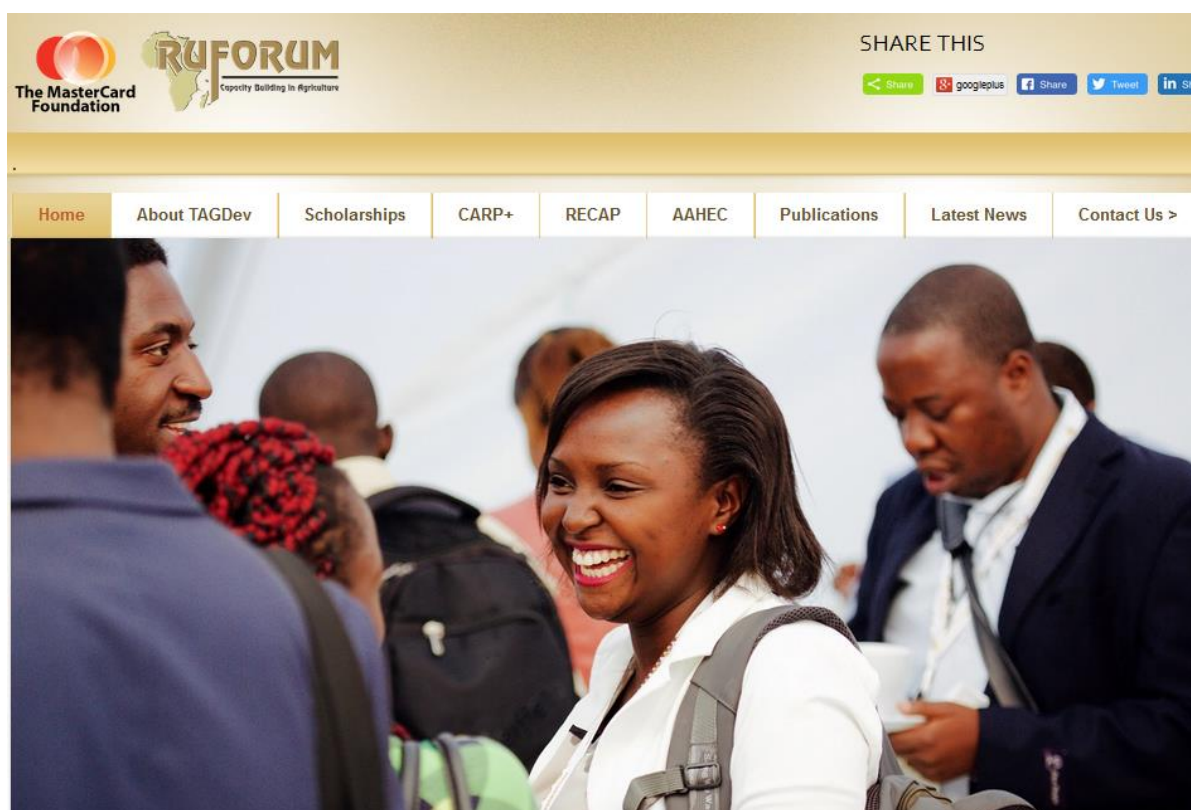 SHARE THIS
The MasterCard
Foundation
RUFORUM
Capacity Building in Agriculture
Share
googleplus
Share
Tweet
in
.
Home
About TAGDev
Scholarships
CARP+
RECAP
AAHEC
Publications
Latest News
Contact Us >